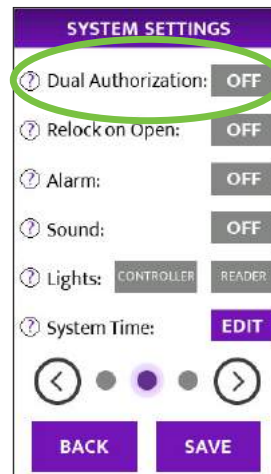 SYSTEM SETTINGS
? Dual Authorization: OFF
? Relock on Open: OFF
? Alarm: OFF
? Sound: OFF
? Lights: CONTROLLER READER
? System Time: EDIT
< >
BACK SAVE